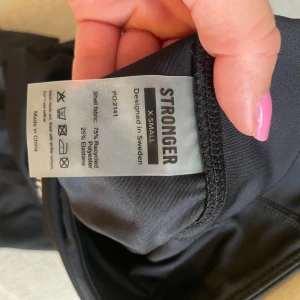 STRONGER
X-SMALL
Designed in Sweden
PO:2141
Shell fabric: 75% Recycled
Polyester
25% Elastane
Made in China